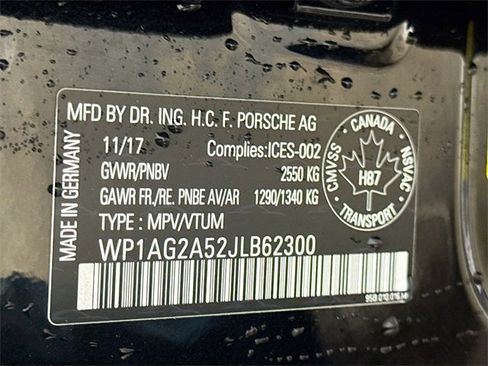 MFD BY DR. ING. H.C. F. PORSCHE AG
11/17 Complies:ICES-002
GVWR/PNBV 2550 KG
GAWR FR./RE. PNBE AV/AR 1290/1340 KG
TYPE : MPV/VTUM
WP1AG2A52JLB62300
MADE IN GERMANY
CANADA
CMVSS
NSVAC
H87
TRANSPORT